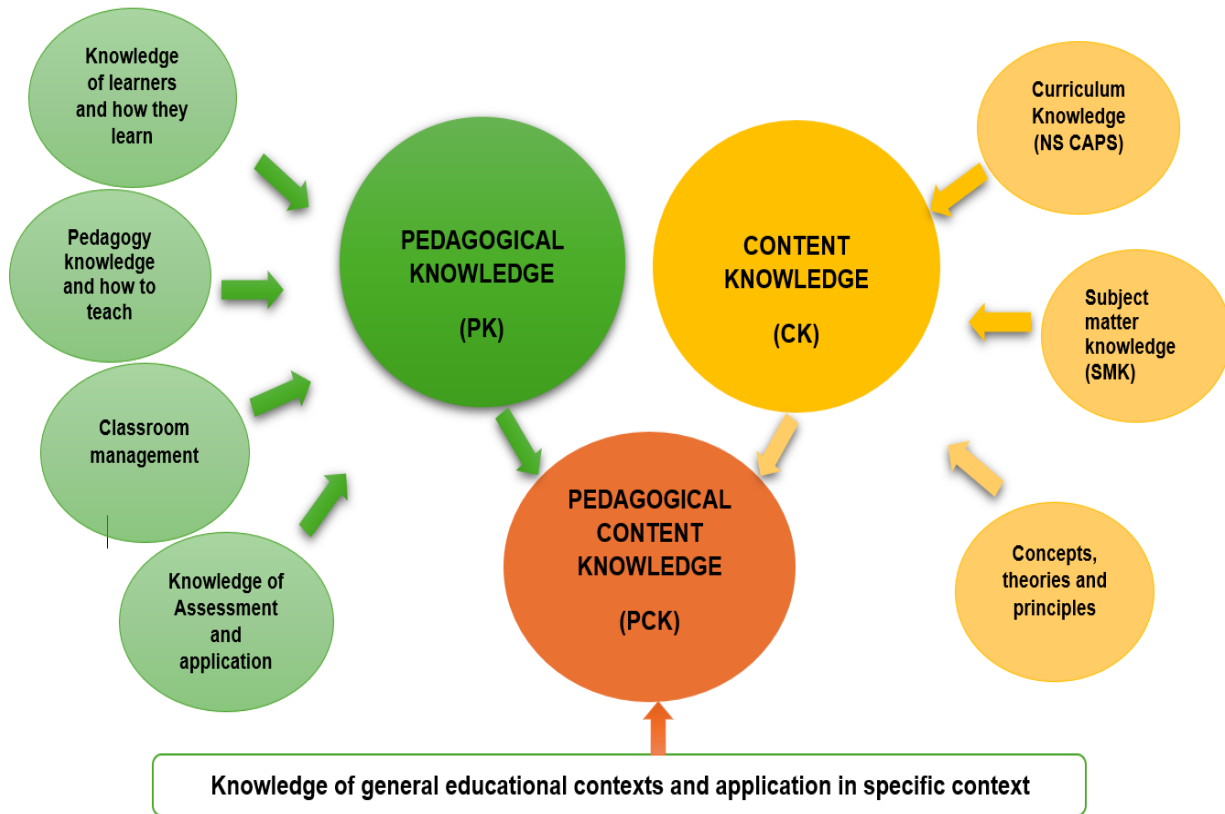 Knowledge
of learners
and how they
learn
Pedagogy
knowledge
and how to
teach
Classroom
management
Knowledge of
Assessment
and
application
PEDAGOGICAL
KNOWLEDGE
(PK)
CONTENT
KNOWLEDGE
(CK)
PEDAGOGICAL
CONTENT
KNOWLEDGE
(PCK)
Curriculum
Knowledge
(NS CAPS)
Subject
matter
knowledge
(SMK)
Concepts,
theories and
principles
Knowledge of general educational contexts and application in specific context